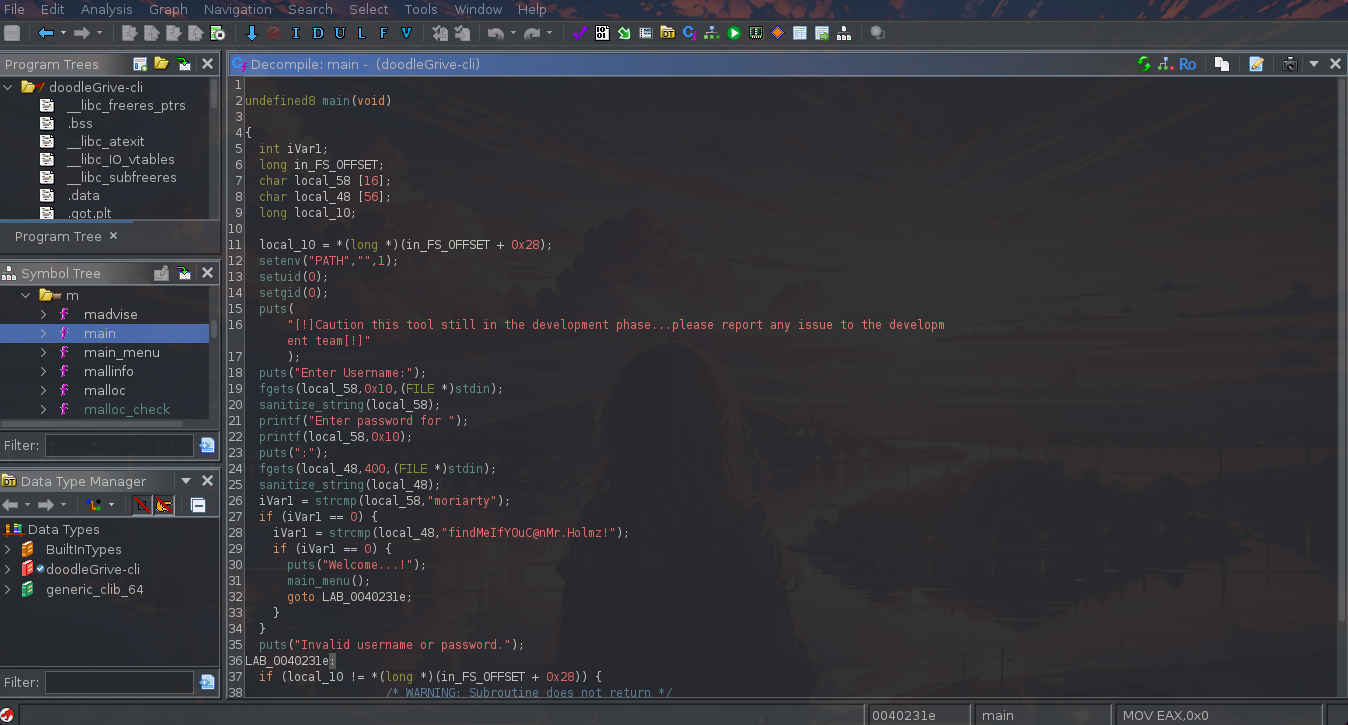 File Edit Analysis Graph Navigation Search Select Tools Window Help
I D U L F V
Program Trees
doodleGrive-cli
__libc_freeres_ptrs
.bss
__libc_atexit
__libc_IO_vtables
__libc_subfreeres
.data
.got.plt
Program Tree
Symbol Tree
m
madvise
main
main_menu
mallinfo
malloc
malloc_check
Filter:
Data Type Manager
Data Types
BuiltInTypes
doodleGrive-cli
generic_clib_64
Filter:
Decompile: main - (doodleGrive-cli)
Ro
1
2 undefined8 main(void)
3
4 {
5 int iVar1;
6 long in_FS_OFFSET;
7 char local_58 [16];
8 char local_48 [56];
9 long local_10;
10
11 local_10 = *(long *)(in_FS_OFFSET + 0x28);
12 setenv("PATH","",1);
13 setuid(0);
14 setgid(0);
15 puts(
16 "[!]Caution this tool still in the development phase...please report any issue to the developm
ent team[!]"
17 );
18 puts("Enter Username:");
19 fgets(local_58,0x10,(FILE *)stdin);
20 sanitize_string(local_58);
21 printf("Enter password for ");
22 printf(local_58,0x10);
23 puts(":");
24 fgets(local_48,400,(FILE *)stdin);
25 sanitize_string(local_48);
26 iVar1 = strcmp(local_58,"moriarty");
27 if (iVar1 == 0) {
28 iVar1 = strcmp(local_48,"findMeIfY0uC@nMr.Holmz!");
29 if (iVar1 == 0) {
30 puts("Welcome...!");
31 main_menu();
32 goto LAB_0040231e;
33 }
34 }
35 puts("Invalid username or password.");
36 LAB_0040231e:
37 if (local_10 != *(long *)(in_FS_OFFSET + 0x28)) {
38 /* WARNING: Subroutine does not return */
0040231e main MOV EAX,0x0